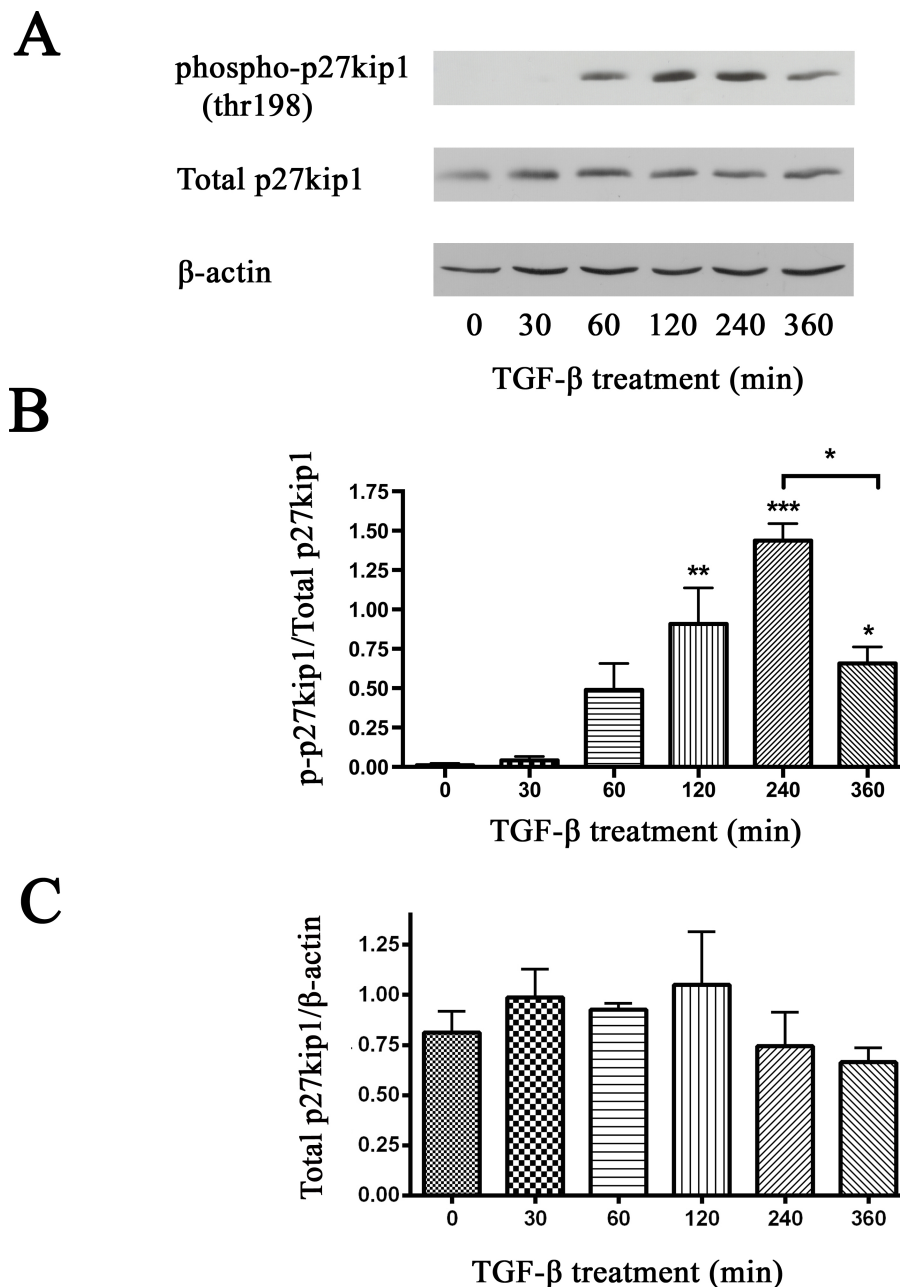 A
phospho-p27kip1
(thr198)
Total p27kip1
β-actin
0 30 60 120 240 360
TGF-β treatment (min)
B
p-p27kip1/Total p27kip1
1.75
1.50
1.25
1.00
0.75
0.50
0.25
0.00
*
***
**
*
0 30 60 120 240 360
TGF-β treatment (min)
C
Total p27kip1/β-actin
1.25
1.00
0.75
0.50
0.25
0.00
0 30 60 120 240 360
TGF-β treatment (min)